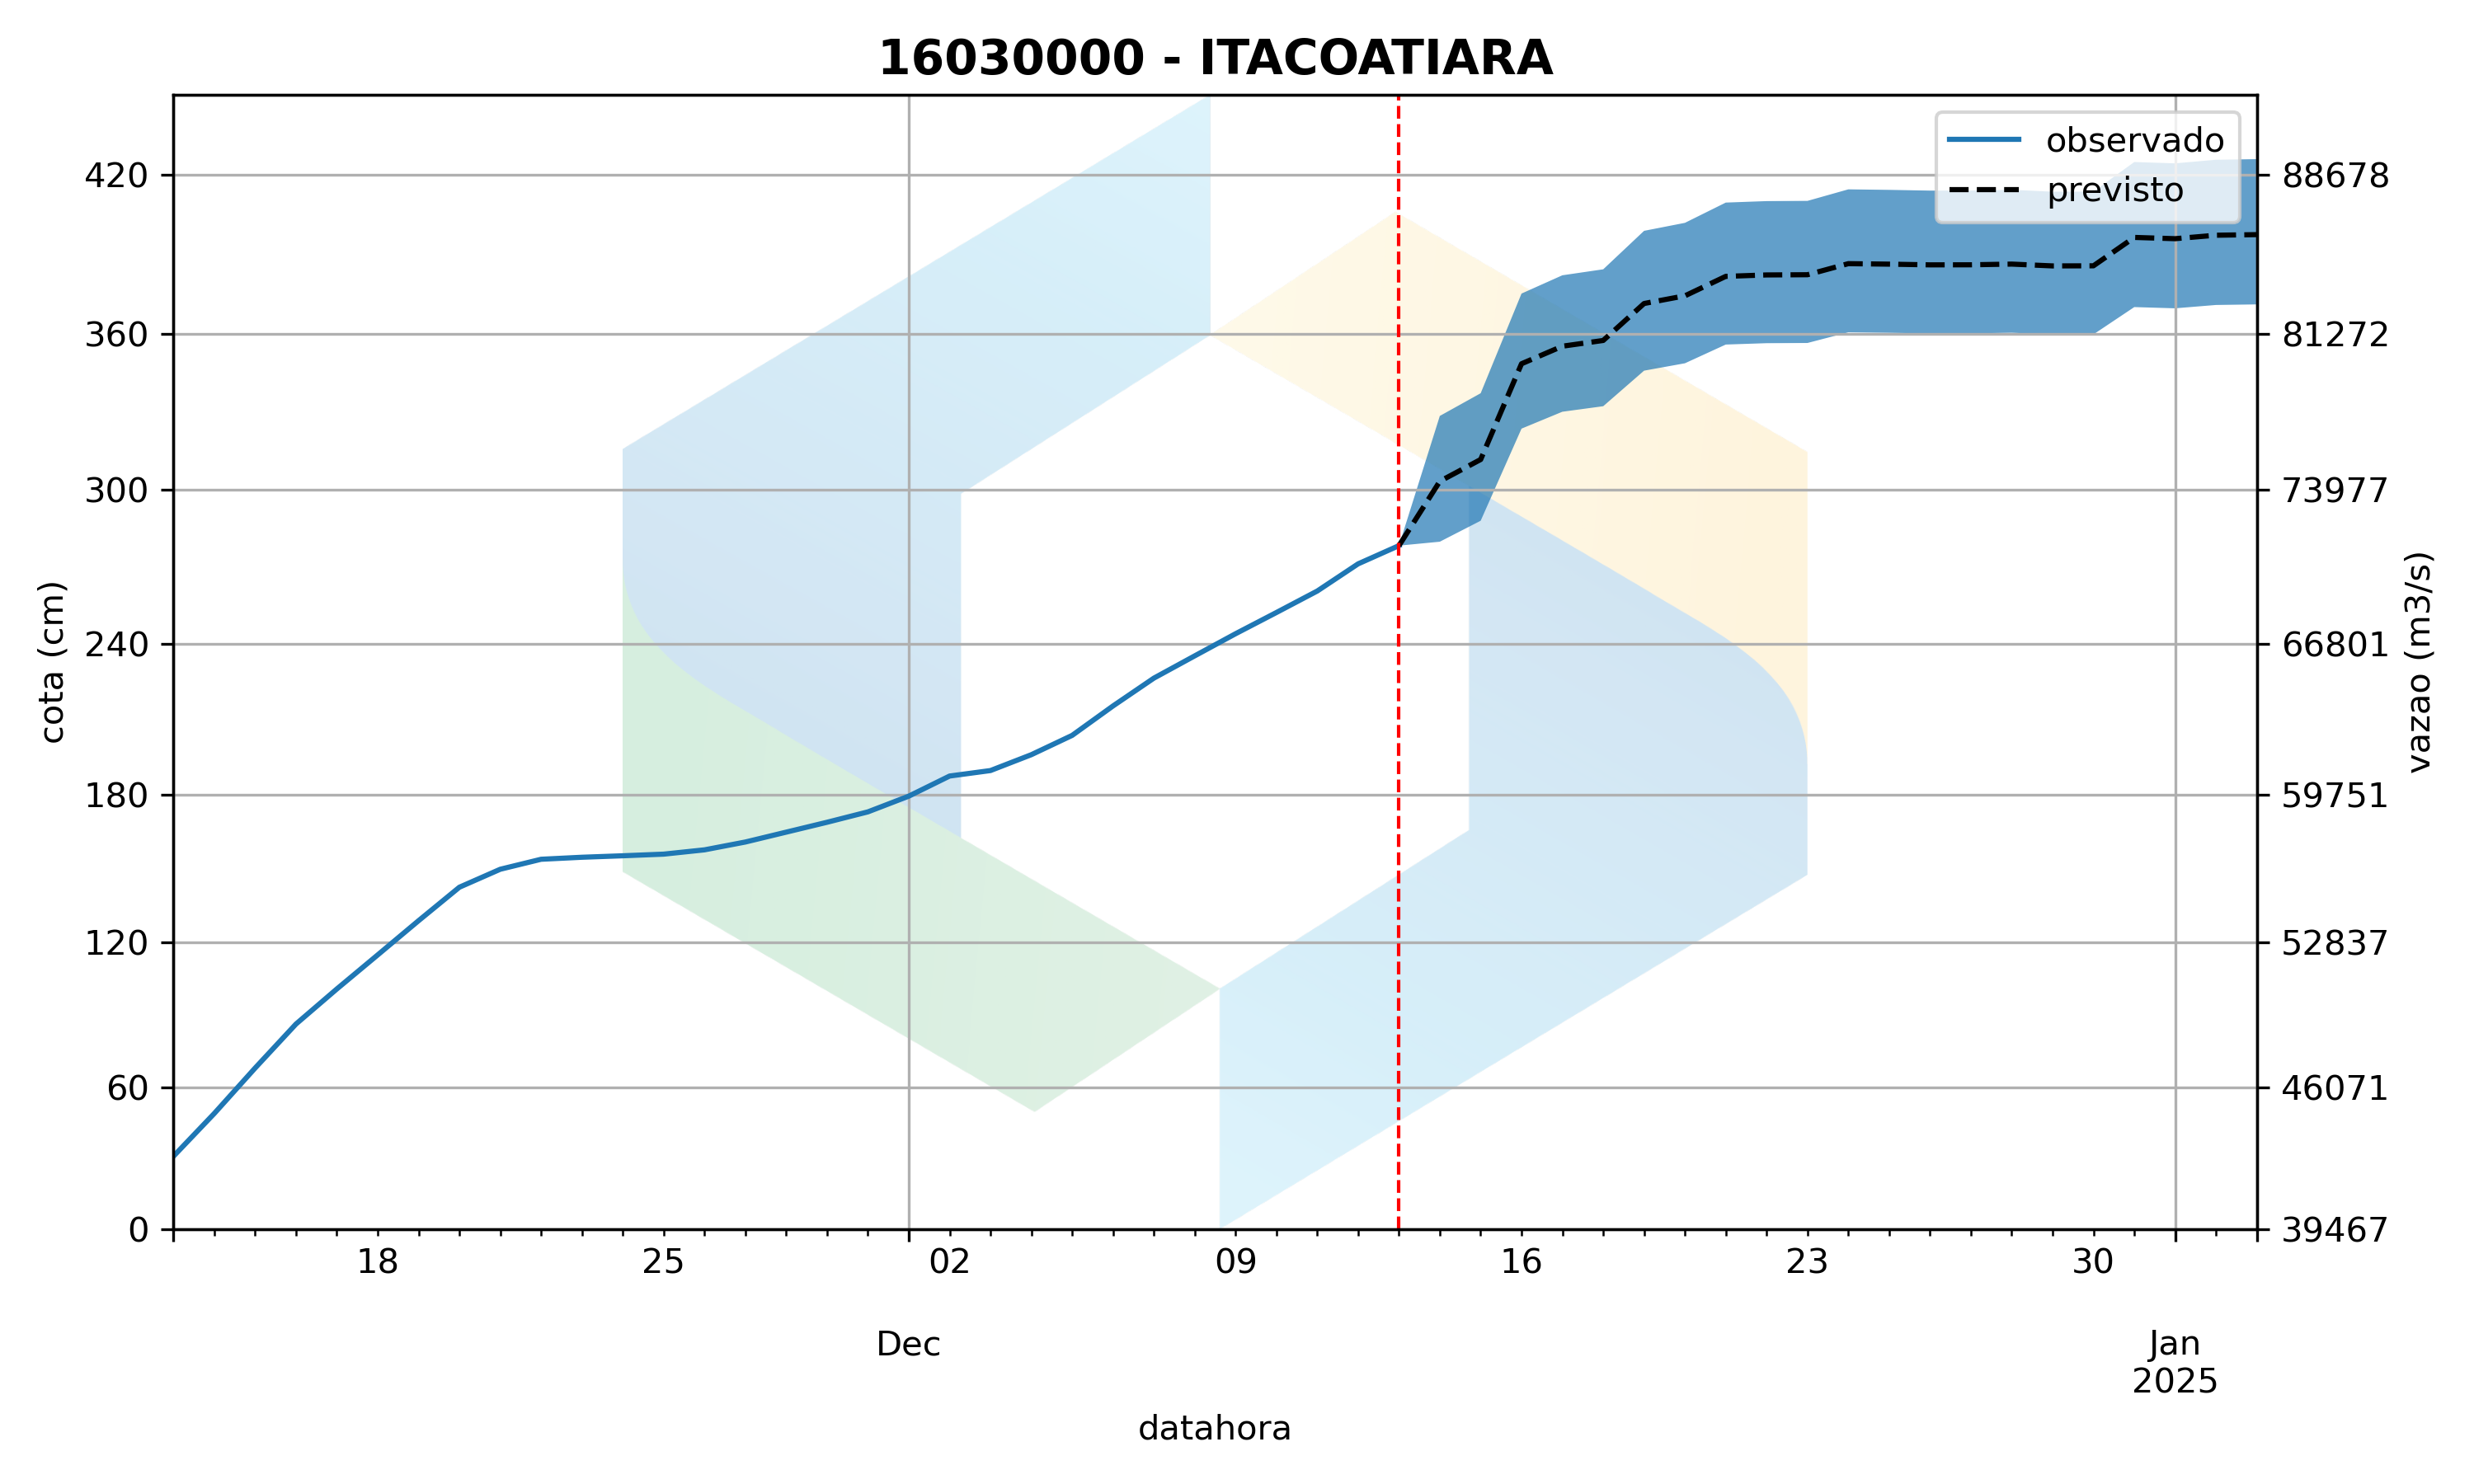 16030000 - ITACOATIARA
observado
previsto
420
360
300
240
180
120
60
0
cota (cm)
88678
81272
73977
66801
59751
52837
46071
39467
vazao (m3/s)
18 25 02 09 16 23 30
Dec Jan
2025
datahora